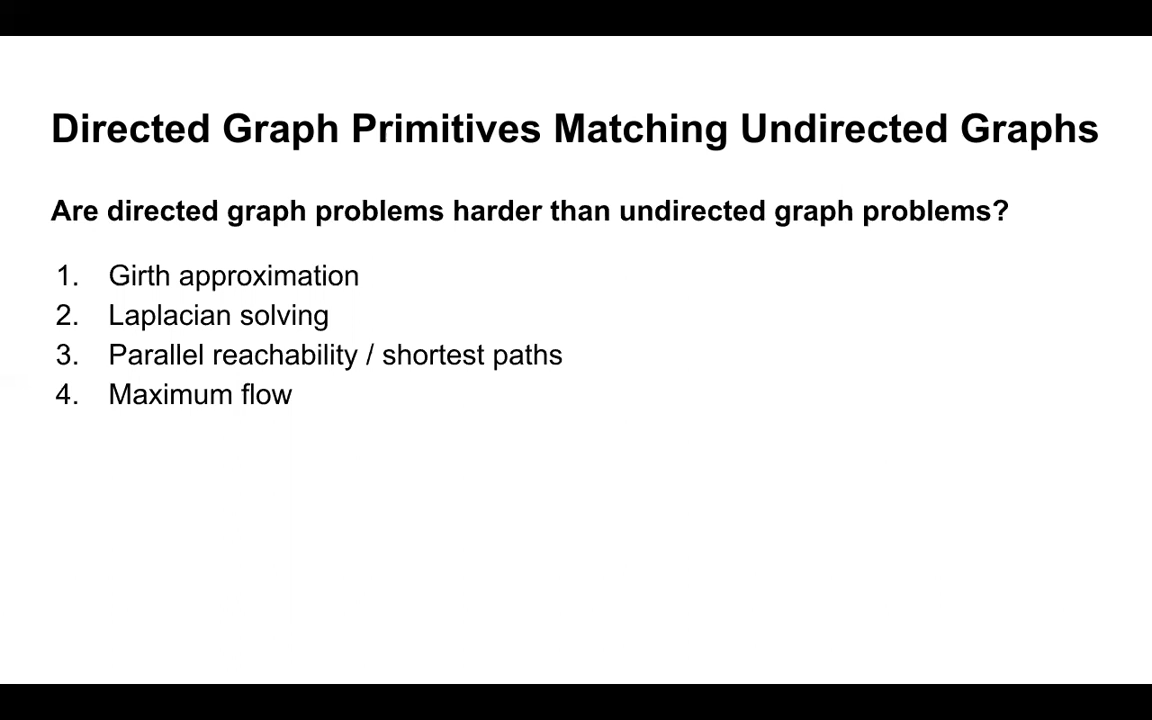 Directed Graph Primitives Matching Undirected Graphs
Are directed graph problems harder than undirected graph problems?
1. Girth approximation
2. Laplacian solving
3. Parallel reachability / shortest paths
4. Maximum flow